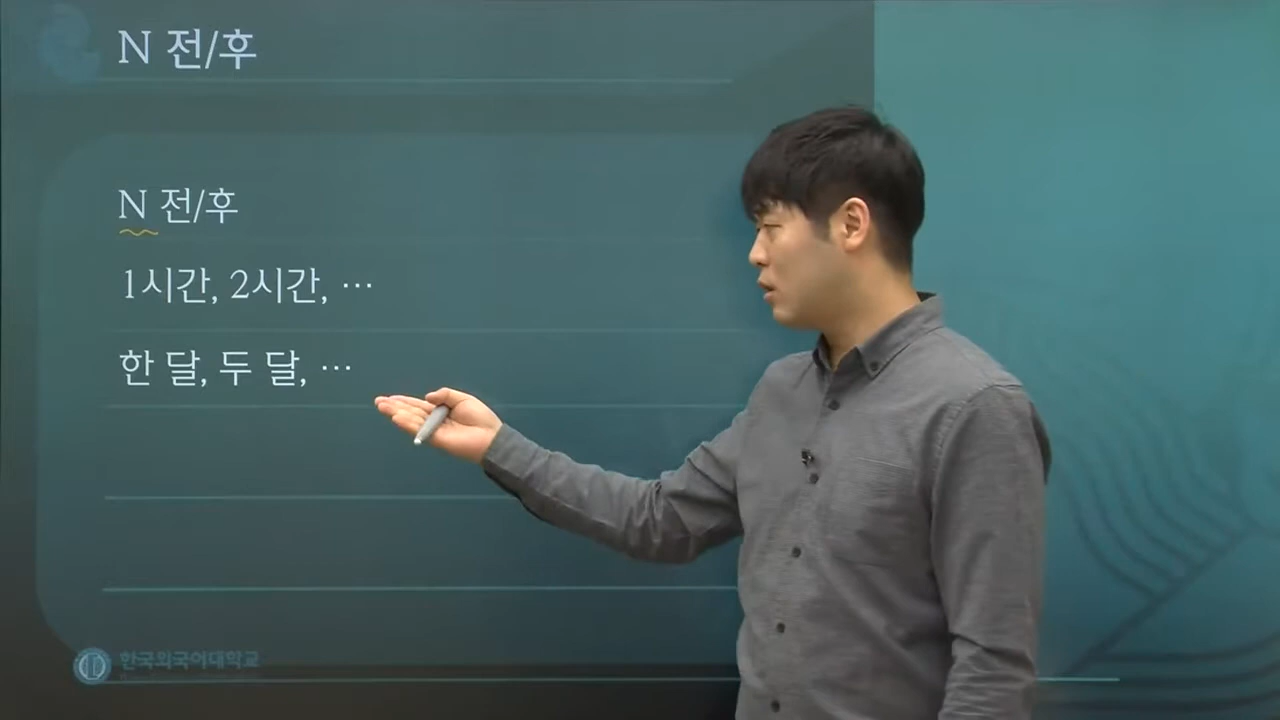 N 전/후
N 전/후
1시간, 2시간, …
한 달, 두 달, …
한국외국어대학교